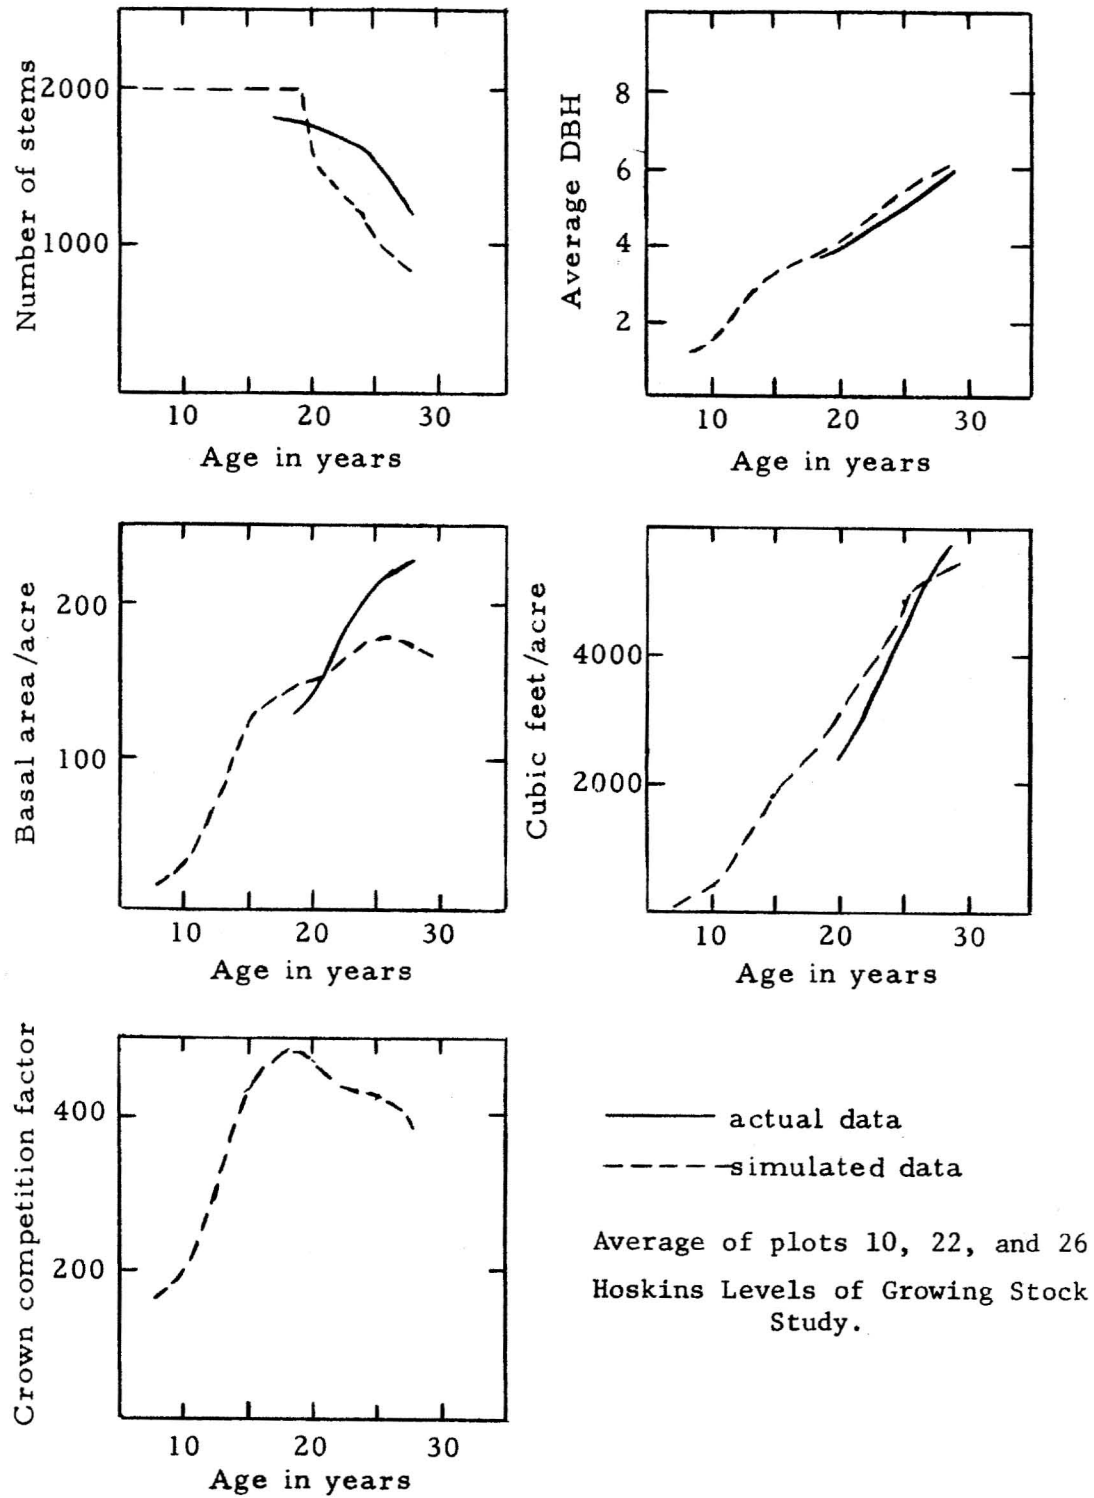 Number of stems
2000
1000
10 20 30
Age in years
Average DBH
8
6
4
2
10 20 30
Age in years
Basal area/acre
200
100
10 20 30
Age in years
Cubic feet/acre
4000
2000
10 20 30
Age in years
Crown competition factor
400
200
10 20 30
Age in years
actual data
simulated data
Average of plots 10, 22, and 26
Hoskins Levels of Growing Stock
Study.